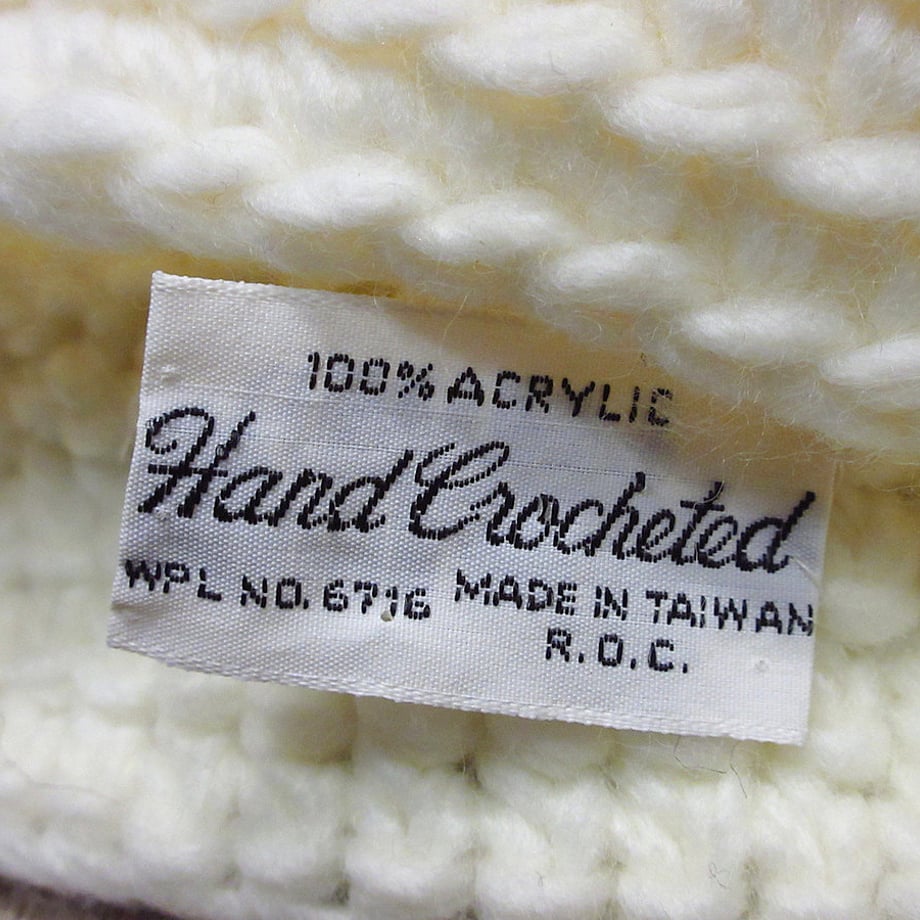 100% ACRYLIC
Hand Crocheted
WPL NO. 6716 MADE IN TAIWAN
R.O.C.